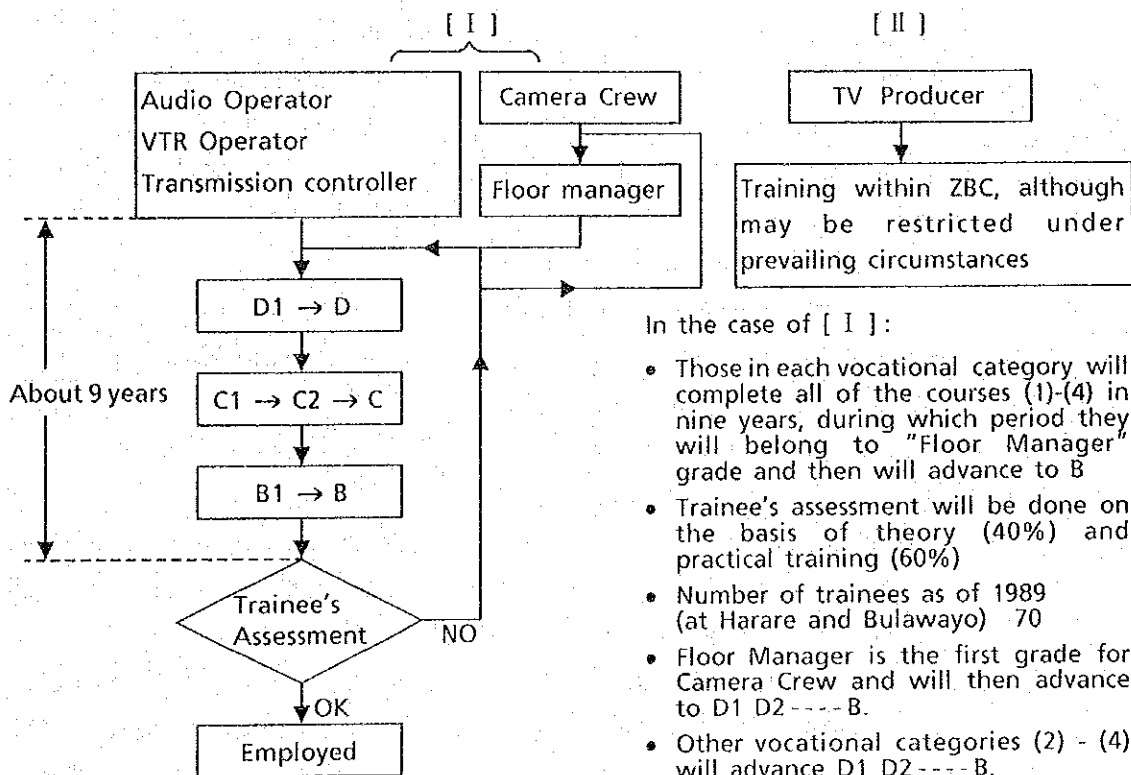 [ I ]
[ II ]
Audio Operator
VTR Operator
Transmission controller
Camera Crew
Floor manager
TV Producer
Training within ZBC, although
may be restricted under
prevailing circumstances
About 9 years
D1 → D
C1 → C2 → C
B1 → B
Trainee's
Assessment
NO
OK
Employed
In the case of [ I ] :
• Those in each vocational category will
complete all of the courses (1)-(4) in
nine years, during which period they
will belong to "Floor Manager"
grade and then will advance to B
• Trainee's assessment will be done on
the basis of theory (40%) and
practical training (60%)
• Number of trainees as of 1989
(at Harare and Bulawayo) 70
• Floor Manager is the first grade for
Camera Crew and will then advance
to D1 D2 ---- B.
• Other vocational categories (2) - (4)
will advance D1 D2 ---- B.